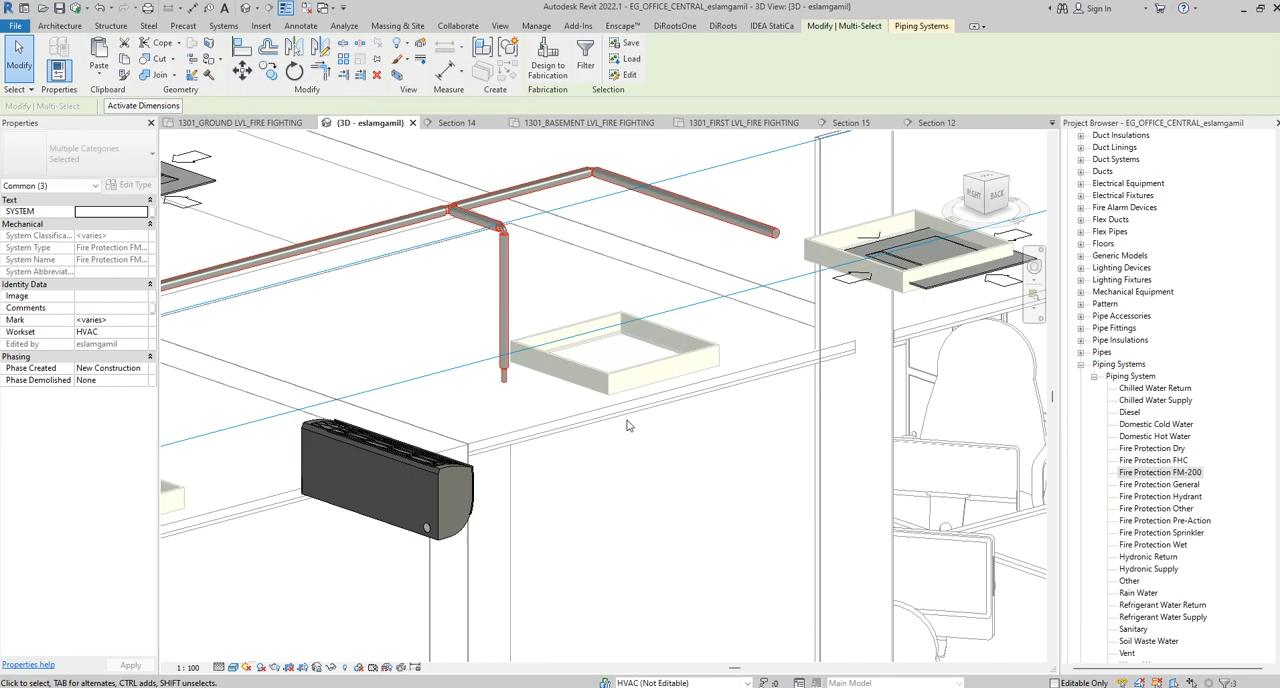 Autodesk Revit 2022.1 - EG_OFFICE_CENTRAL_eslamgamil - 3D View: {3D - eslamgamil}
Sign In
File Architecture Structure Steel Precast Systems Insert Annotate Analyze Massing & Site Collaborate View Manage Add-Ins Enscape™ DiRootsOne DiRoots IDEA StatiCa Modify | Multi-Select Piping Systems
Modify
Paste
Cope
Cut
Join
Design to
Fabrication
Filter
Save
Load
Edit
Select Properties Clipboard Geometry Modify View Measure Create Fabrication Selection
Modify | Multi-Select Activate Dimensions
Properties
Multiple Categories
Selected
Common (3) Edit Type
Text
SYSTEM
Mechanical
System Classifica... <varies>
System Type Fire Protection FM...
System Name Fire Protection FM...
System Abbreviat...
Identity Data
Image
Comments
Mark <varies>
Workset HVAC
Edited by eslamgamil
Phasing
Phase Created New Construction
Phase Demolished None
Properties help Apply
1301_GROUND LVL_FIRE FIGHTING {3D - eslamgamil} Section 14 1301_BASEMENT LVL_FIRE FIGHTING 1301_FIRST LVL_FIRE FIGHTING Section 15 Section 12
RIGHT BACK
Project Browser - EG_OFFICE_CENTRAL_eslamgamil
Duct Insulations
Duct Linings
Duct Systems
Ducts
Electrical Equipment
Electrical Fixtures
Fire Alarm Devices
Flex Ducts
Flex Pipes
Floors
Generic Models
Lighting Devices
Lighting Fixtures
Mechanical Equipment
Pattern
Pipe Accessories
Pipe Fittings
Pipe Insulations
Pipes
Piping Systems
Piping System
Chilled Water Return
Chilled Water Supply
Diesel
Domestic Cold Water
Domestic Hot Water
Fire Protection Dry
Fire Protection FHC
Fire Protection FM-200
Fire Protection General
Fire Protection Hydrant
Fire Protection Other
Fire Protection Pre-Action
Fire Protection Sprinkler
Fire Protection Wet
Hydronic Return
Hydronic Supply
Other
Rain Water
Refrigerant Water Return
Refrigerant Water Supply
Sanitary
Soil Waste Water
Vent
1 : 100
Click to select, TAB for alternates, CTRL adds, SHIFT unselects. HVAC (Not Editable) :0 Main Model Editable Only :3